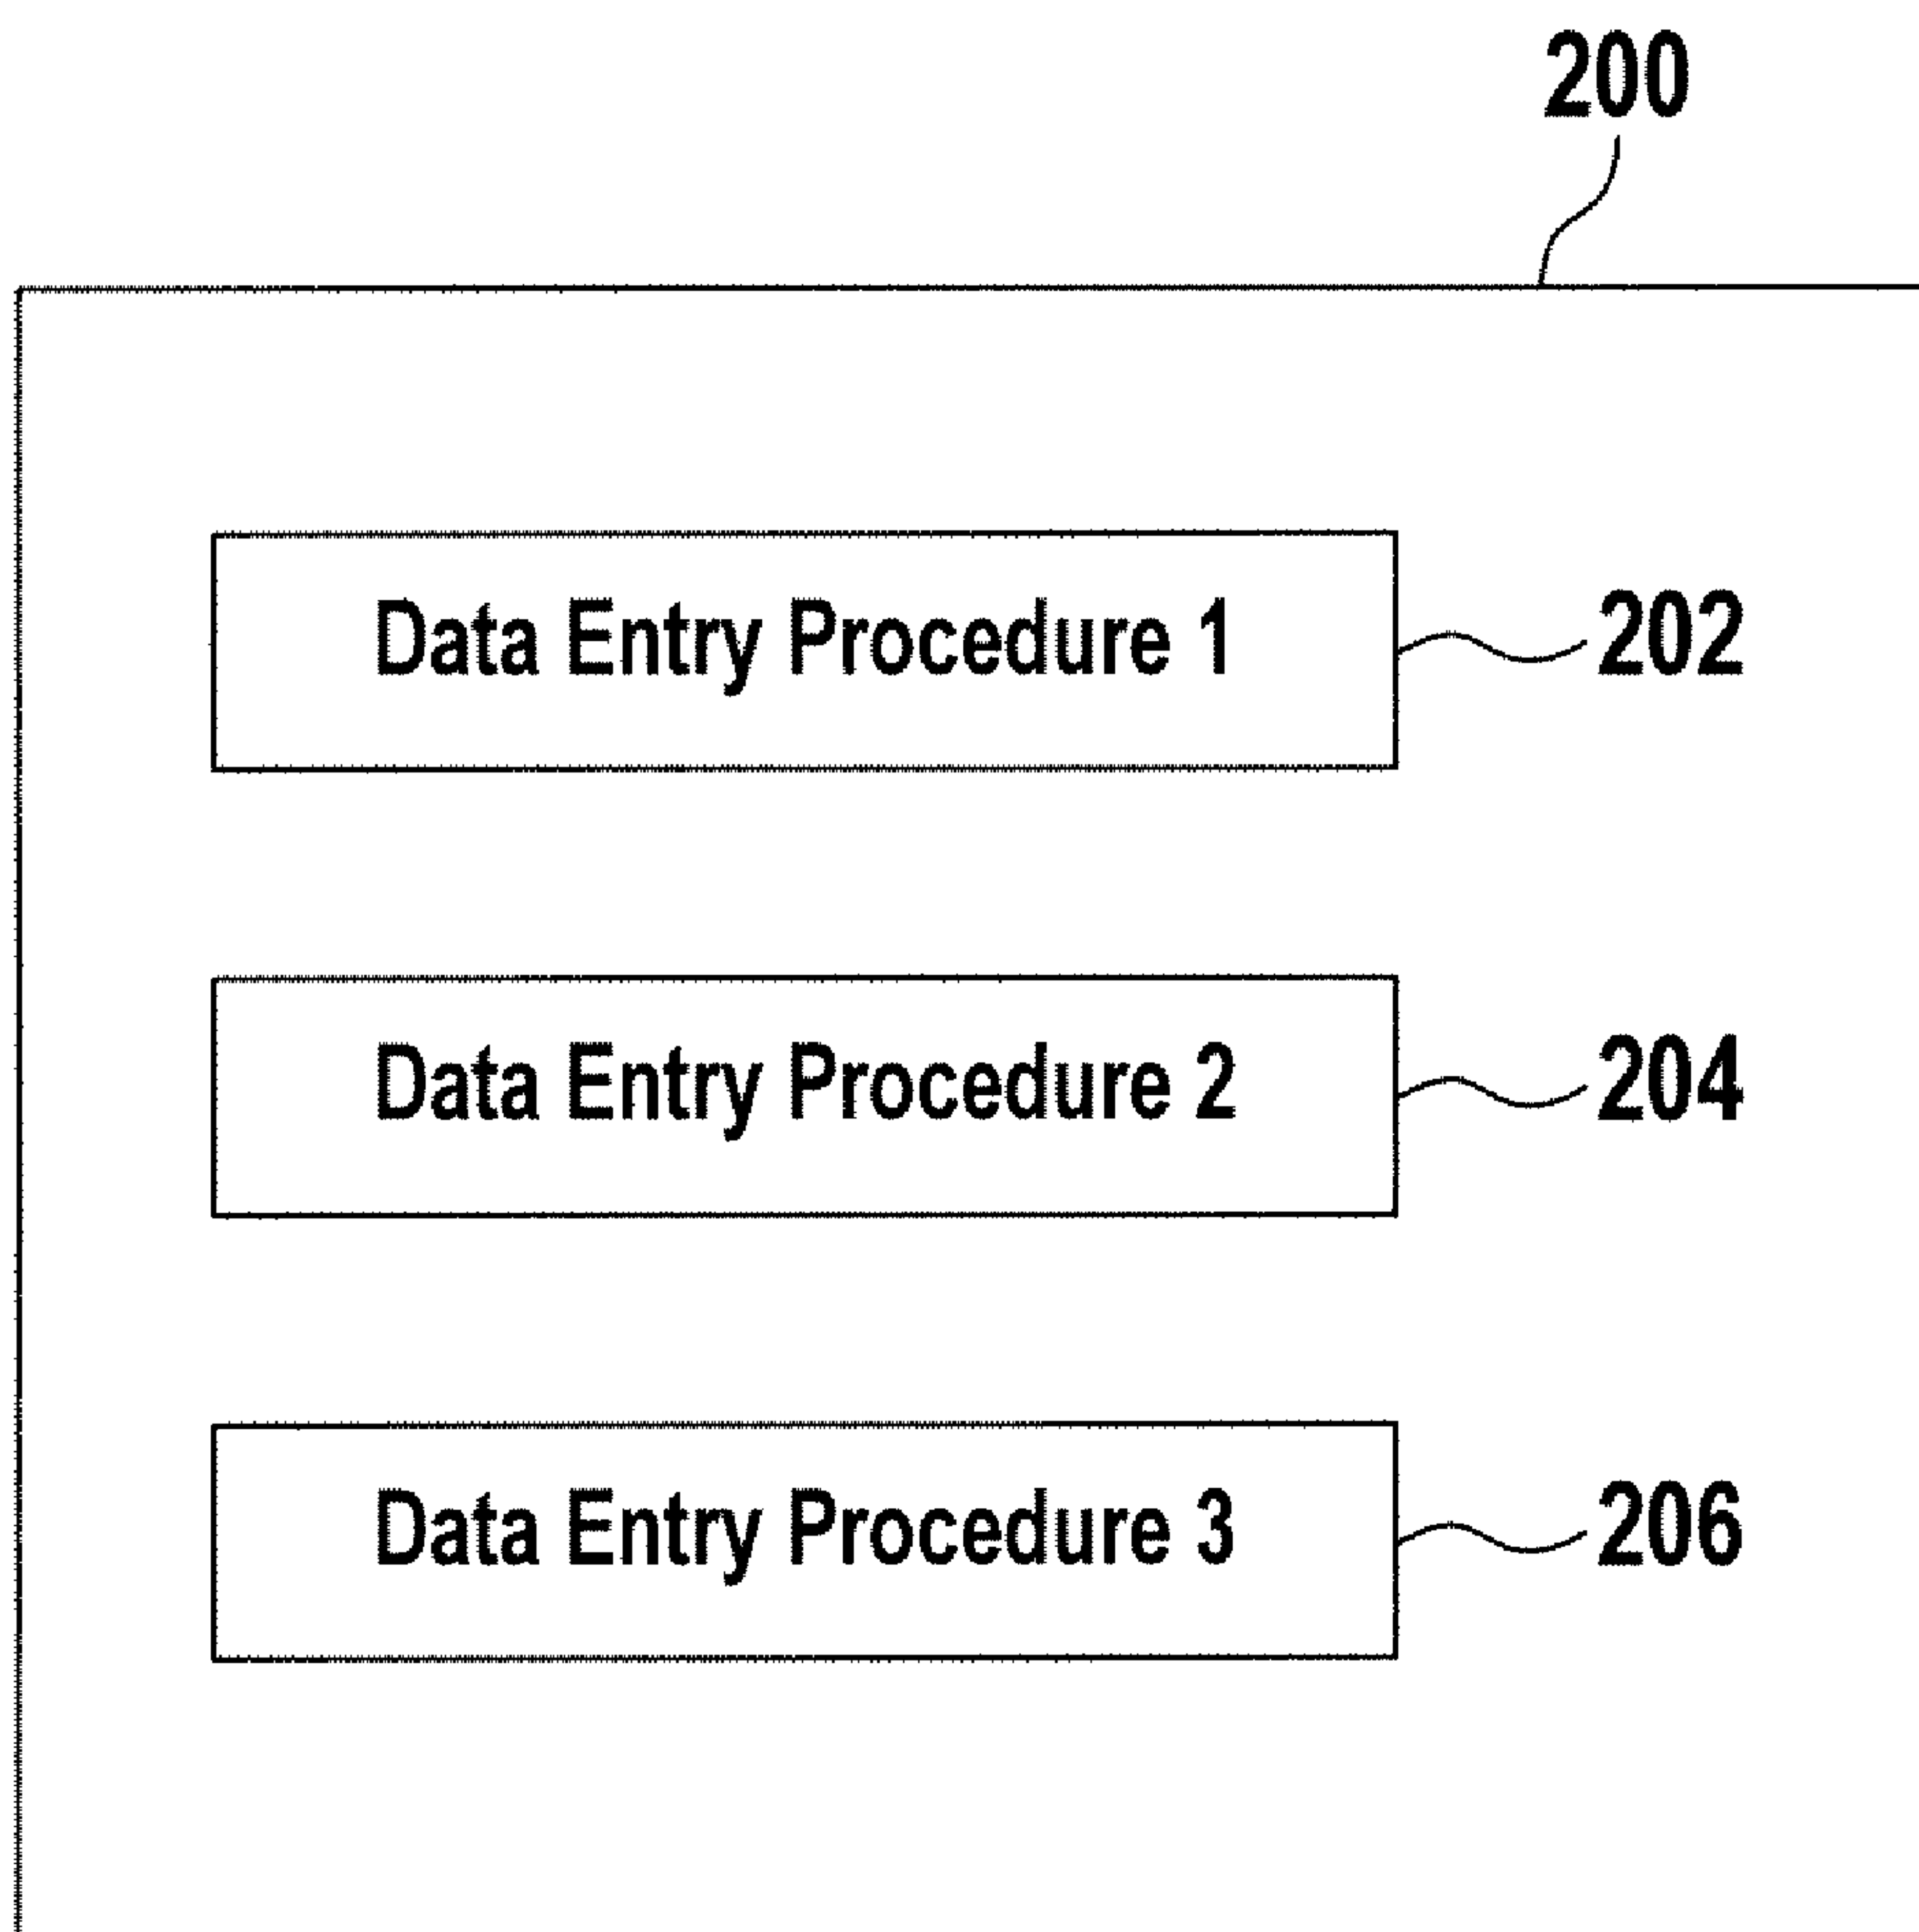 200
Data Entry Procedure 1 202
Data Entry Procedure 2 204
Data Entry Procedure 3 206